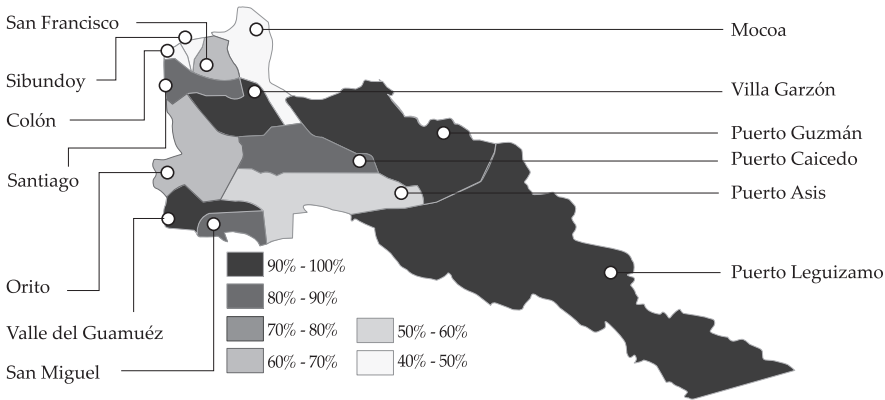 San Francisco
Sibundoy
Colón
Santiago
Orito
Valle del Guamuéz
San Miguel
Mocoa
Villa Garzón
Puerto Guzmán
Puerto Caicedo
Puerto Asis
Puerto Leguizamo
90% - 100%
80% - 90%
70% - 80%
60% - 70%
50% - 60%
40% - 50%